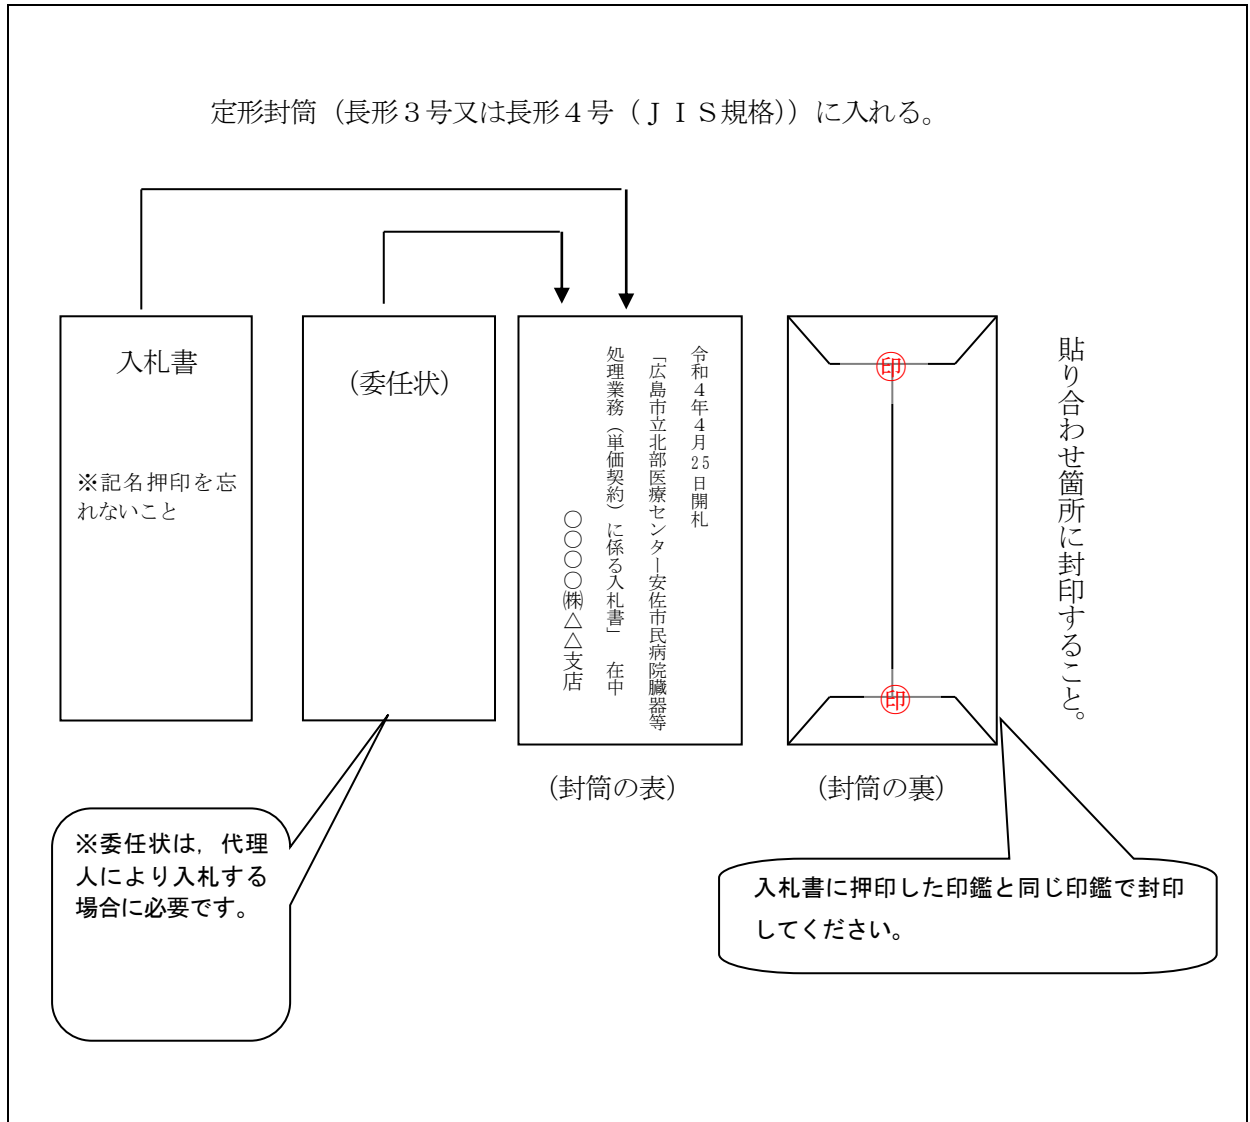 定形封筒（長形３号又は長形４号（ＪＩＳ規格））に入れる。
入札書
※記名押印を忘
れないこと
（委任状）
令和４年４月25日開札
「広島市立北部医療センター安佐市民病院臓器等
処理業務（単価契約）に係る入札書」　在中
〇〇〇〇㈱△△支店
印
印
貼り合わせ箇所に封印すること。
（封筒の表）
（封筒の裏）
※委任状は，代理
人により入札する
場合に必要です。
入札書に押印した印鑑と同じ印鑑で封印
してください。